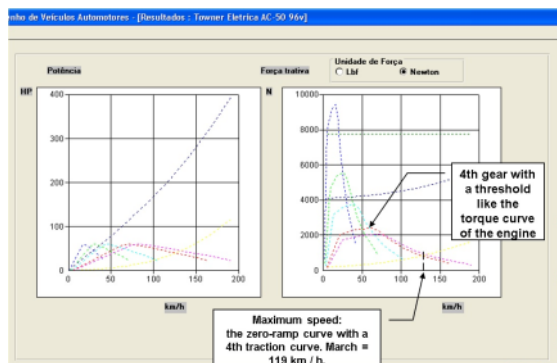 nho de Veículos Automotores - [Resultados : Towner Eletrica AC-50 96v]
Unidade de Força
Lbf Newton
Potência
Força trativa
HP
N
400
300
200
100
0
0 50 100 150 200
km/h
10000
8000
6000
4000
2000
0
0 50 100 150 200
km/h
4th gear with
a threshold
like the
torque curve
of the engine
Maximum speed:
the zero-ramp curve with a
4th traction curve. March =
119 km / h.